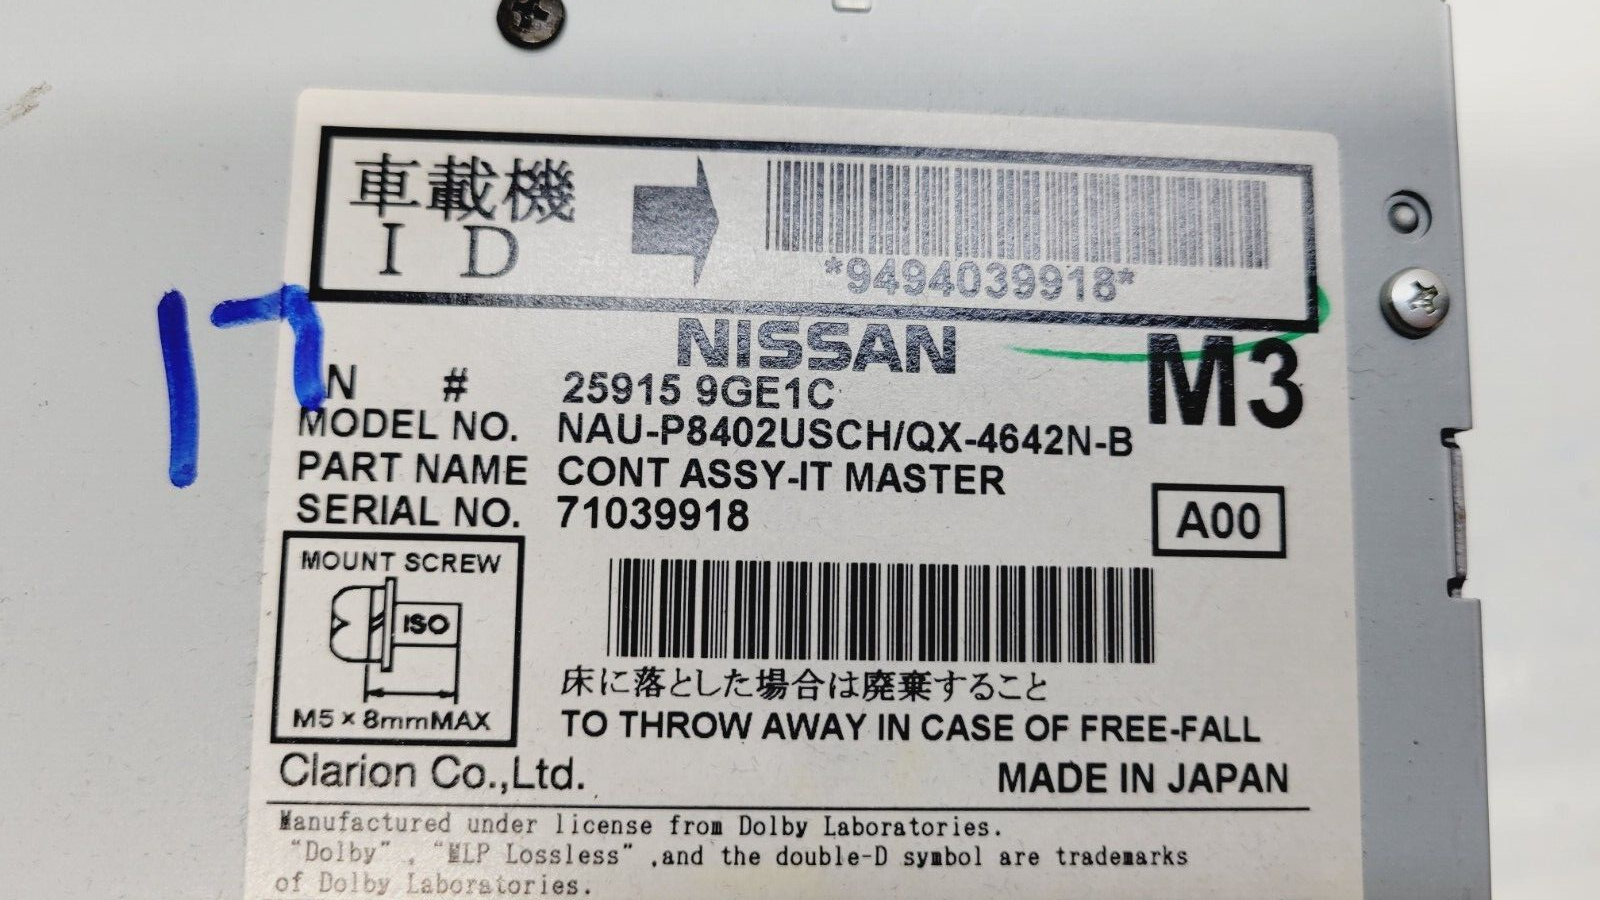 車載機
ID
*9494039918*
NISSAN
17
N # 25915 9GE1C
M3
MODEL NO. NAU-P8402USCH/QX-4642N-B
PART NAME CONT ASSY-IT MASTER
SERIAL NO. 71039918
A00
MOUNT SCREW
ISO
M5×8mmMAX
床に落とした場合は廃棄すること
TO THROW AWAY IN CASE OF FREE-FALL
Clarion Co.,Ltd. MADE IN JAPAN
Manufactured under license from Dolby Laboratories.
"Dolby", "MLP Lossless",and the double-D symbol are trademarks
of Dolby Laboratories.